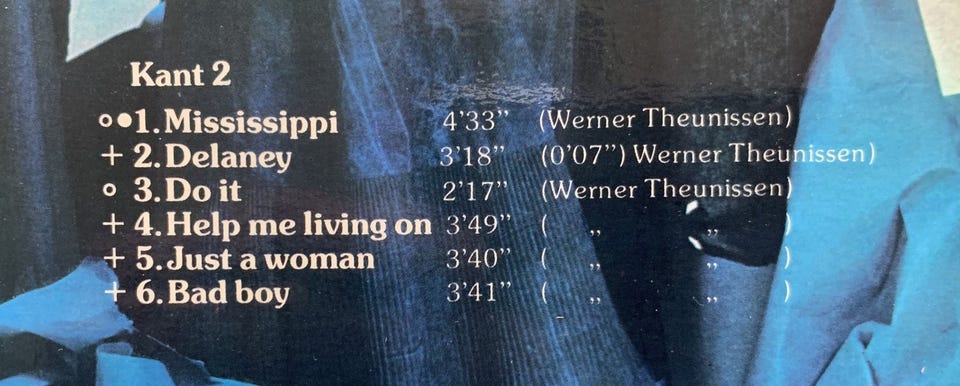 Kant 2
○●1. Mississippi 4'33" (Werner Theunissen)
+ 2. Delaney 3'18" (0'07") Werner Theunissen)
○ 3. Do it 2'17" (Werner Theunissen)
+ 4. Help me living on 3'49" ( ,, ,, )
+ 5. Just a woman 3'40" ( ,, ,, )
+ 6. Bad boy 3'41" ( ,, ,, )